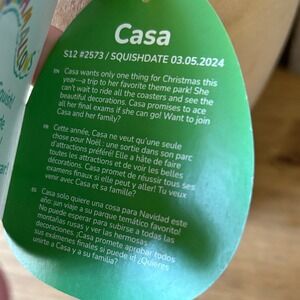 Casa
S12 #2573 / SQUISHDATE 03.05.2024
EN Casa wants only one thing for Christmas this
year—a trip to her favorite theme park! She
can't wait to ride all the coasters and see the
beautiful decorations. Casa promises to ace
all her final exams if she can go! Want to join
Casa and her family?
FR Cette année, Casa ne veut qu'une seule
chose pour Noël : une sortie dans son parc
d'attractions préféré! Elle a hâte de faire
toutes les attractions et de voir les belles
décorations. Casa promet de réussir tous ses
examens finaux si elle peut y aller! Tu veux
venir avec Casa et sa famille?
ES Casa solo quiere una cosa para Navidad este
año: ¡un viaje a su parque temático favorito!
No puede esperar para subirse a todas las
montañas rusas y ver las hermosas
decoraciones. ¡Casa promete aprobar todos
sus exámenes finales si puede ir! ¿Quieres
unirte a Casa y a su familia?